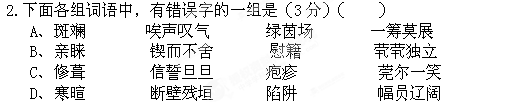 2.下面各组词语中，有错误字的一组是（3分）（　　）
A、斑斓　唉声叹气　绿茵场　一筹莫展
B、亲睐　锲而不舍　慰籍　茕茕独立
C、修葺　信誓旦旦　疱疹　莞尔一笑
D、寒暄　断壁残垣　陷阱　幅员辽阔